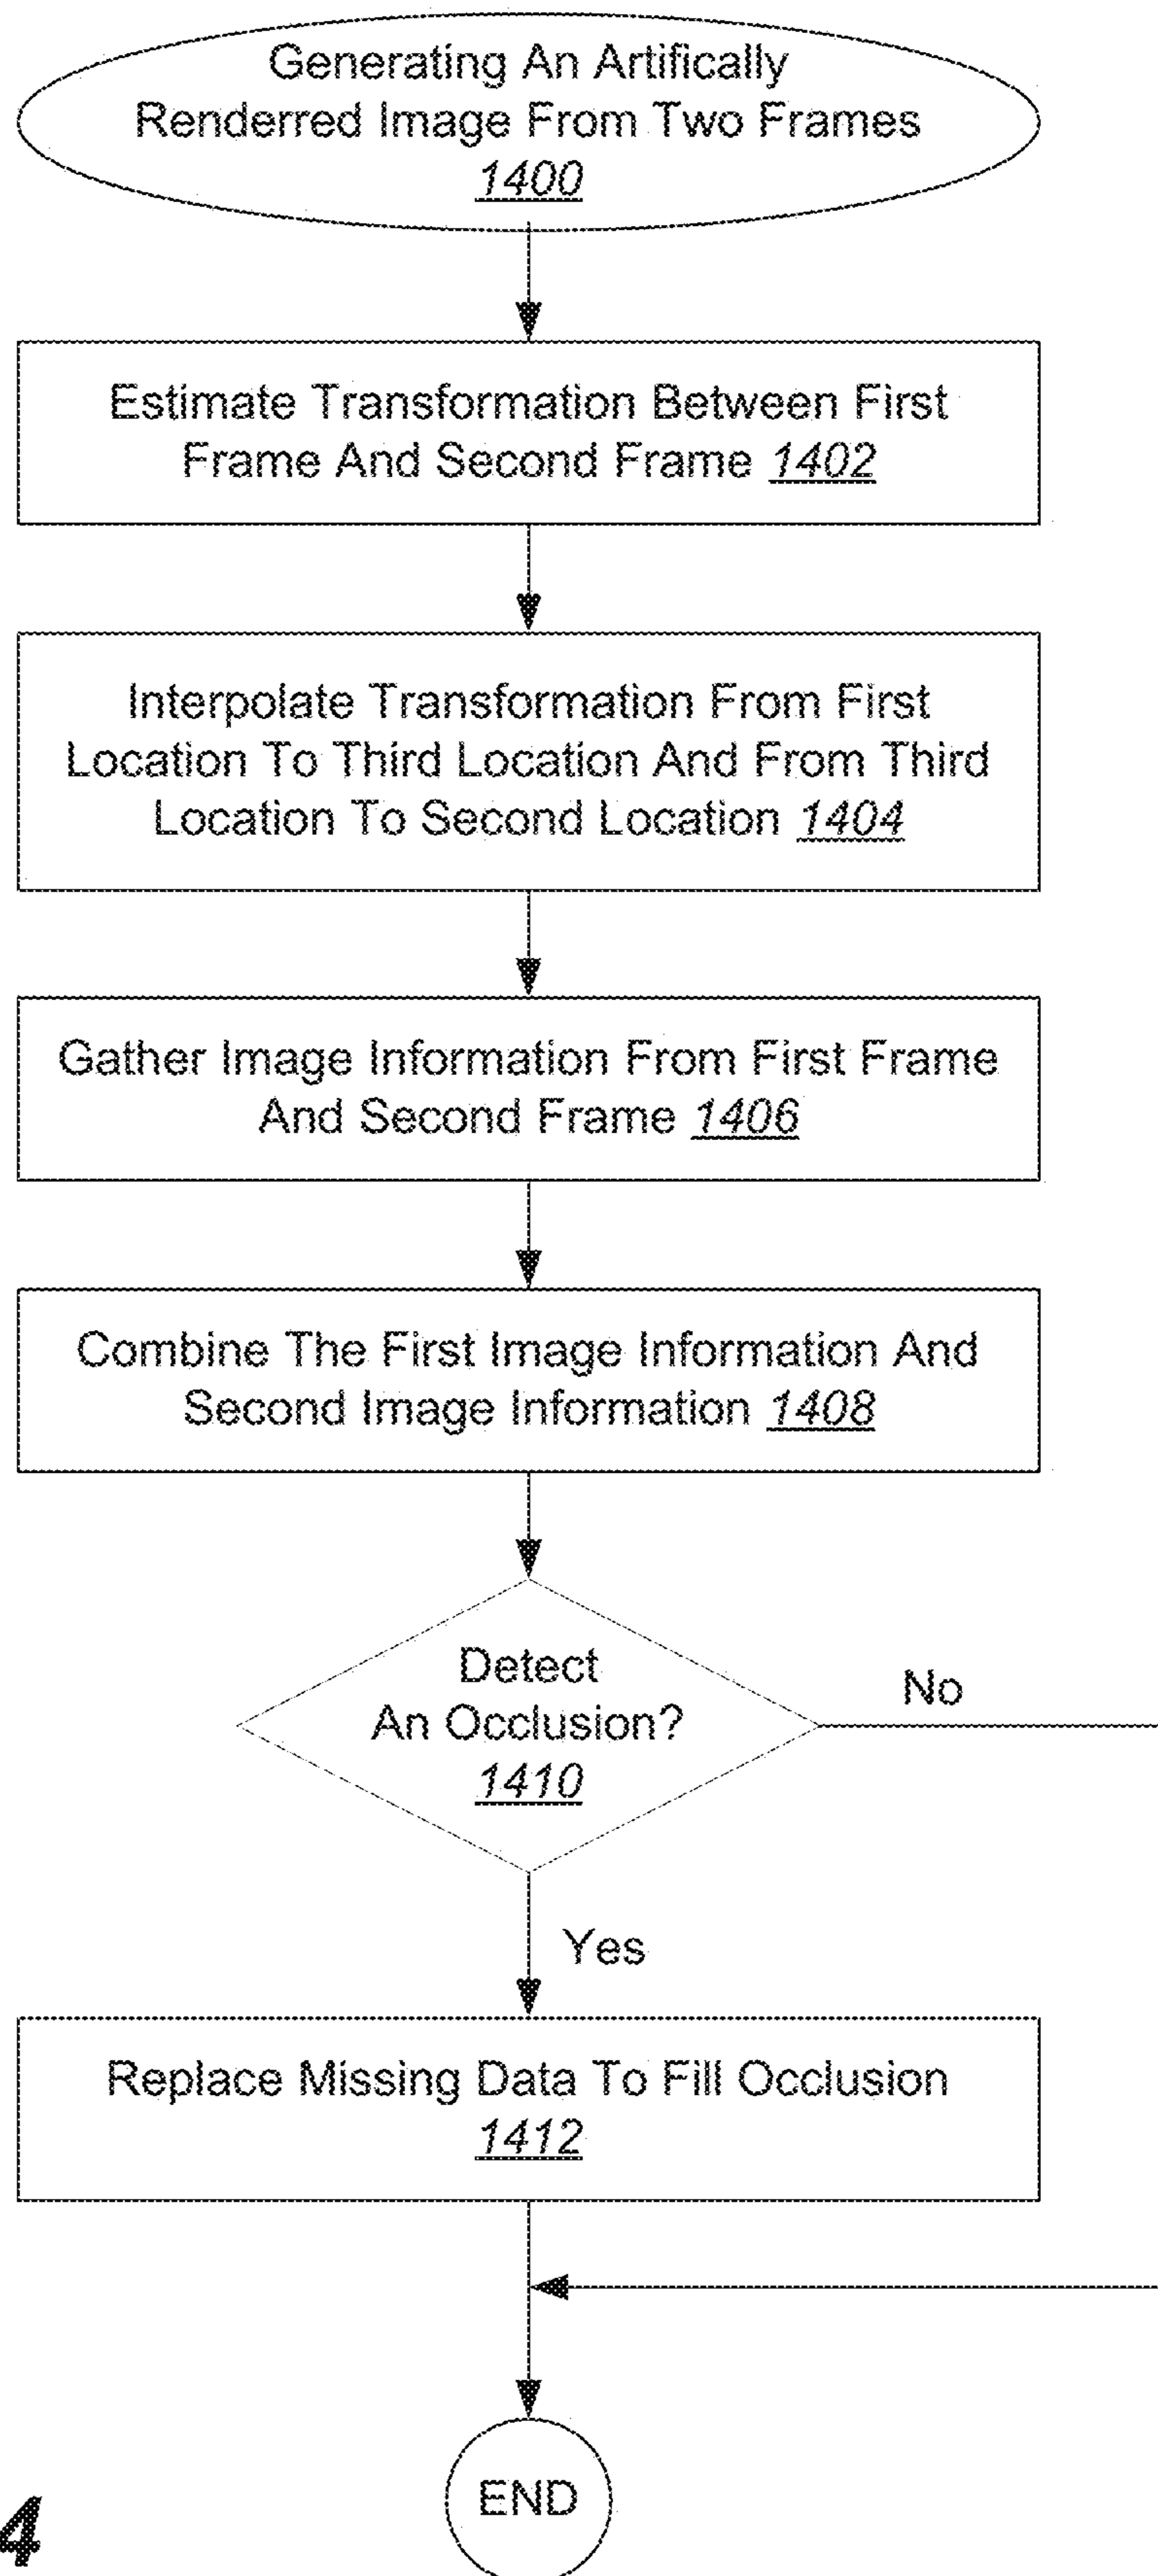 Generating An Artifically
Renderred Image From Two Frames
1400
Estimate Transformation Between First
Frame And Second Frame 1402
Interpolate Transformation From First
Location To Third Location And From Third
Location To Second Location 1404
Gather Image Information From First Frame
And Second Frame 1406
Combine The First Image Information And
Second Image Information 1408
Detect
An Occlusion?
1410
No
Yes
Replace Missing Data To Fill Occlusion
1412
END
4